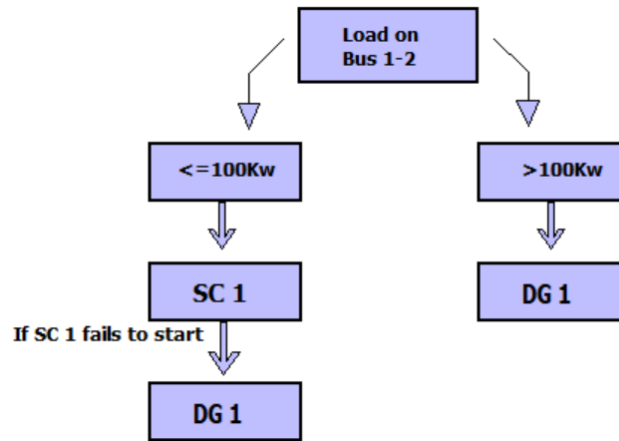 Load on
Bus 1-2
<=100Kw
>100Kw
SC 1
DG 1
If SC 1 fails to start
DG 1